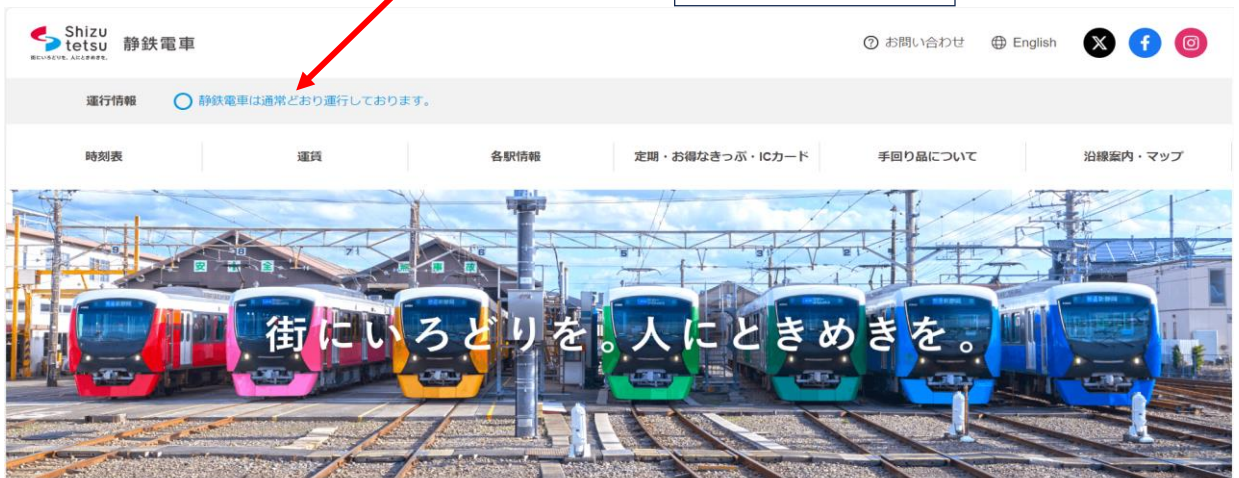 Shizu
tetsu
街にいろどりを。人にときめきを。
静鉄電車
お問い合わせ
English
運行情報
静鉄電車は通常どおり運行しております。
時刻表
運賃
各駅情報
定期・お得なきっぷ・ICカード
手回り品について
沿線案内・マップ
安全
街にいろどりを。人にときめきを。